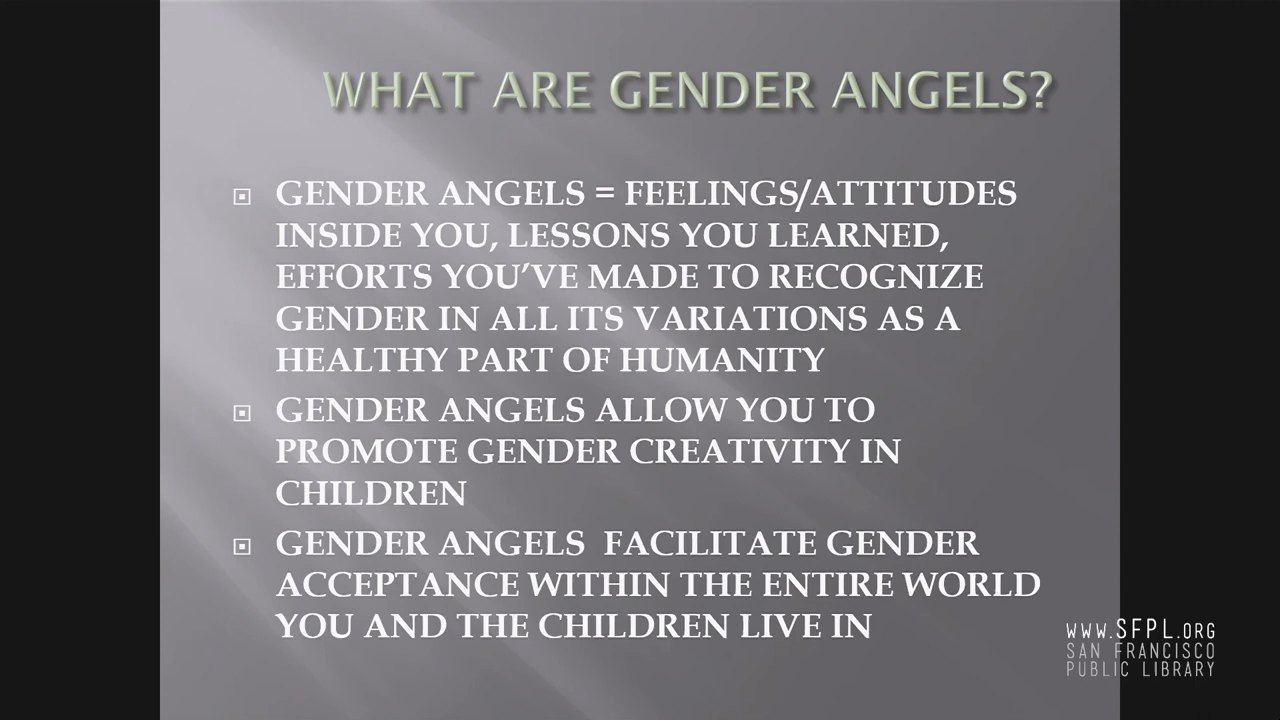 WHAT ARE GENDER ANGELS?
GENDER ANGELS = FEELINGS/ATTITUDES
INSIDE YOU, LESSONS YOU LEARNED,
EFFORTS YOU’VE MADE TO RECOGNIZE
GENDER IN ALL ITS VARIATIONS AS A
HEALTHY PART OF HUMANITY
GENDER ANGELS ALLOW YOU TO
PROMOTE GENDER CREATIVITY IN
CHILDREN
GENDER ANGELS  FACILITATE GENDER
ACCEPTANCE WITHIN THE ENTIRE WORLD
YOU AND THE CHILDREN LIVE IN
WWW.SFPL.ORG
SAN FRANCISCO
PUBLIC LIBRARY